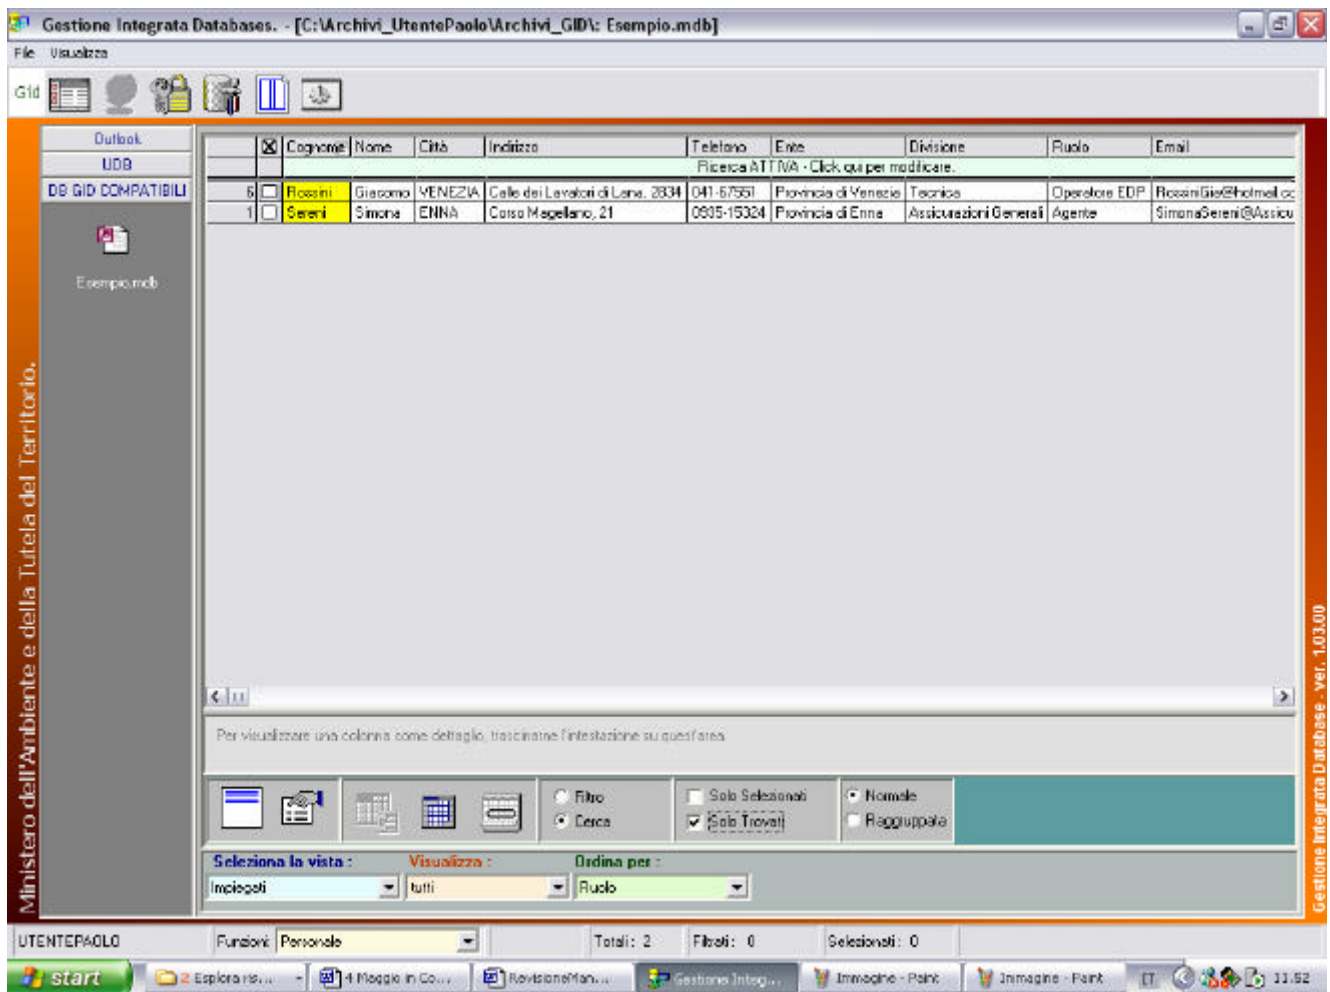 Gestione Integrata Databases. - [C:\Archivi_UtentePaolo\Archivi_GID\: Esempio.mdb]
File Visualizza
Gid
Outlook
UDB
DB GID COMPATIBILI
Esempio.mdb
Cognome Nome Città Indirizzo Telefono Ente Divisione Ruolo Email
Ricerca ATTIVA - Click qui per modificare.
6 Rossini Giacomo VENEZIA Calle dei Lavatori di Lana, 2834 041-67551 Provincia di Venezia Tecnica Operatore EDP RossiniGia@hotmail.cc
1 Sereni Simona ENNA Corso Magellano, 21 0935-15324 Provincia di Enna Assicurazioni Generali Agente SimonaSereni@Assicu
Ministero dell'Ambiente e della Tutela del Territorio.
Gestione Integrata Database - ver. 1.03.00
Per visualizzare una colonna come dettaglio, trascinarne l'intestazione su quest'area
Filtro
Cerca
Solo Selezionati
Solo Trovati
Normale
Raggruppata
Seleziona la vista : Visualizza : Ordina per :
Impiegati tutti Ruolo
UTENTEPAOLO Funzioni: Personale Totali: 2 Filtrati: 0 Selezionati: 0
start 2 Esplora ris... 4 Maggio in Co... RevisioneMan... Gestione Integ... Immagine - Paint Immagine - Paint IT 11.52